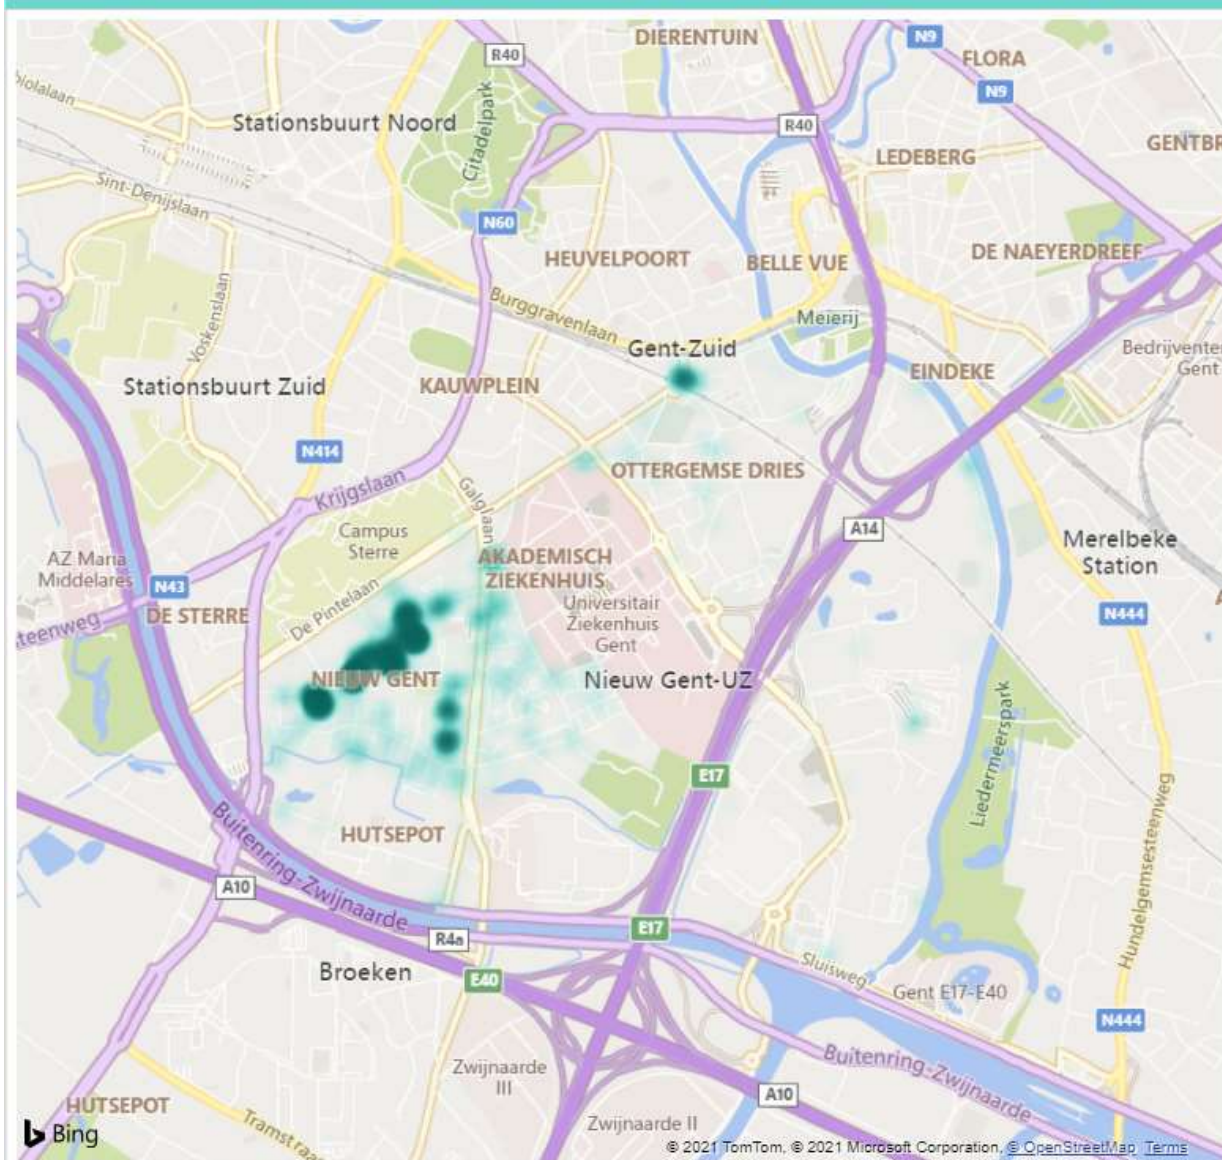 DIERENTUIN
N9
R40
FLORA
N9
biolalaan
Stationsbuurt Noord
Citadelpark
R40
LEDEBERG
GENTBR
Sint-Denijslaan
N60
HEUVELPOORT
BELLE VUE
DE NAEYERDREEF
Voskenslaan
Burggravenlaan
Meierij
Gent-Zuid
Bedrijventer
Gent
Stationsbuurt Zuid
KAUWPLEIN
EINDEKE
N414
OTTERGEMSE DRIES
Krijgslaan
Galglaan
Campus
Sterre
A14
AZ Maria
Middelares
AKADEMISCH
ZIEKENHUIS
Merelbeke
Station
N43
DE STERRE
De Pintelaan
Universitair
Ziekenhuis
Gent
N444
A
steenweg
NIEUW GENT
Nieuw Gent-UZ
Liedermeerspark
E17
HUTSEPOT
Buitenring-Zwijnaarde
Hundelgemsesteenweg
A10
R4a
E17
Broeken
E40
Sluisweg
Gent E17-E40
N444
Zwijnaarde
III
Buitenring-Zwijnaarde
A10
HUTSEPOT
Tramstraa
Zwijnaarde II
Bing
© 2021 TomTom, © 2021 Microsoft Corporation, © OpenStreetMap Terms